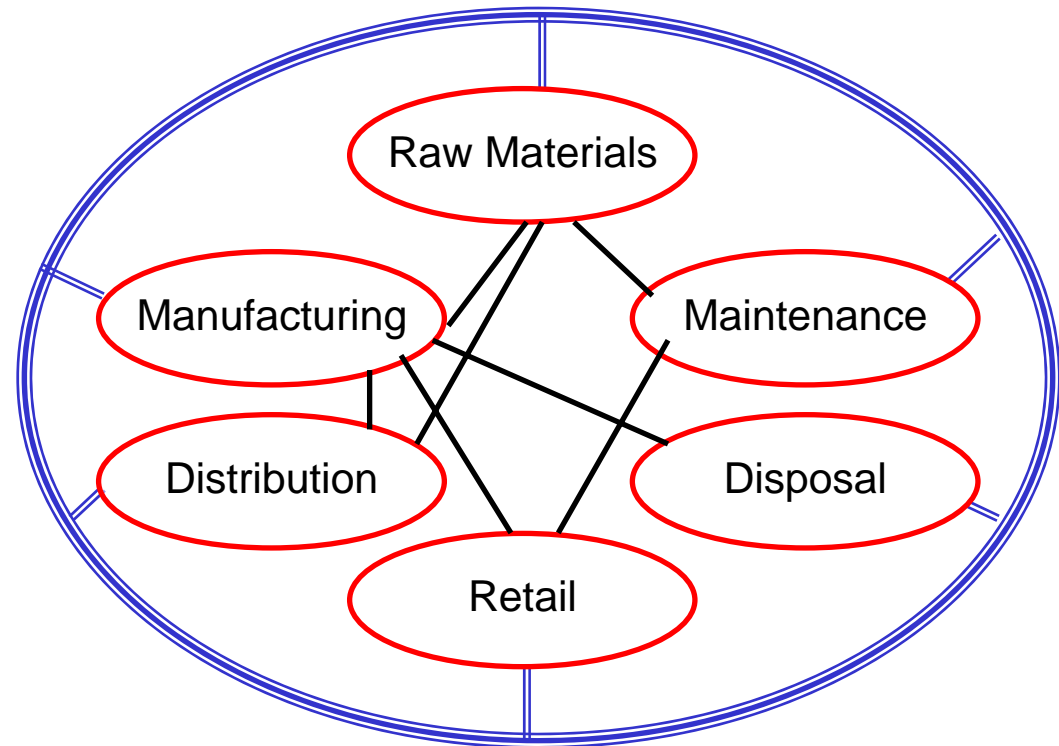 Raw Materials
Manufacturing
Maintenance
Distribution
Disposal
Retail